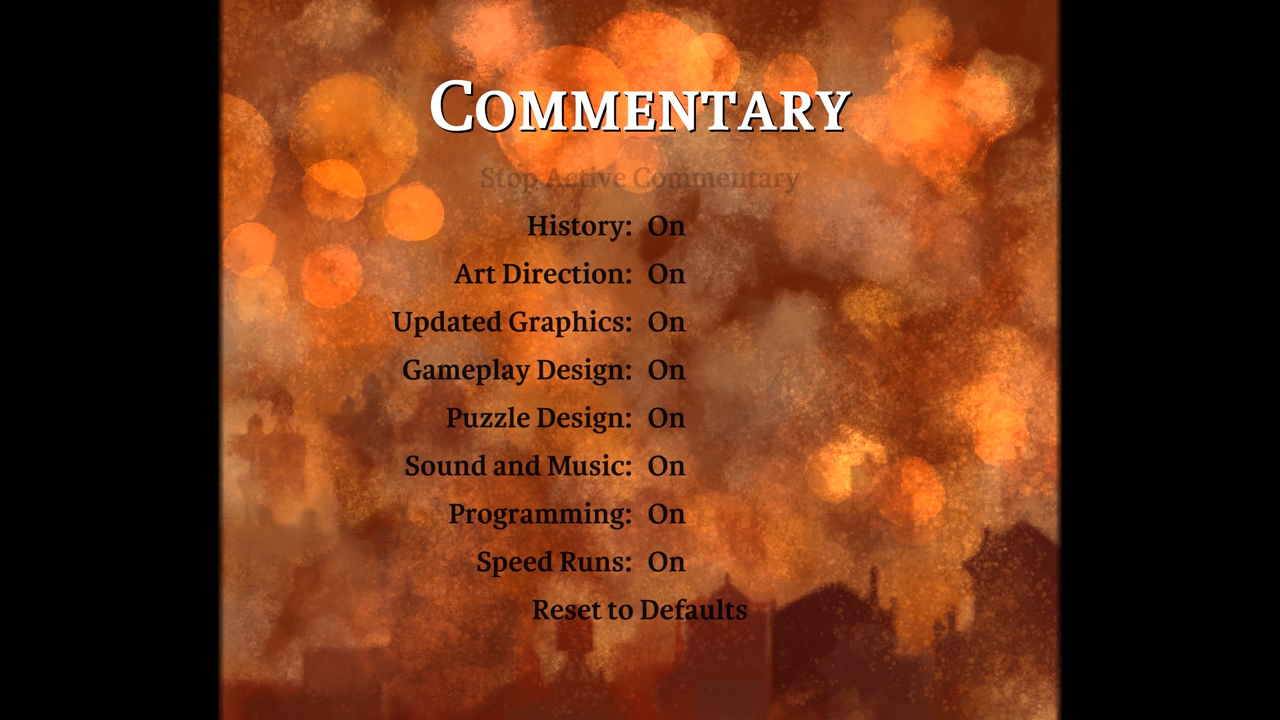 Commentary
Stop Active Commentary
History: On
Art Direction: On
Updated Graphics: On
Gameplay Design: On
Puzzle Design: On
Sound and Music: On
Programming: On
Speed Runs: On
Reset to Defaults